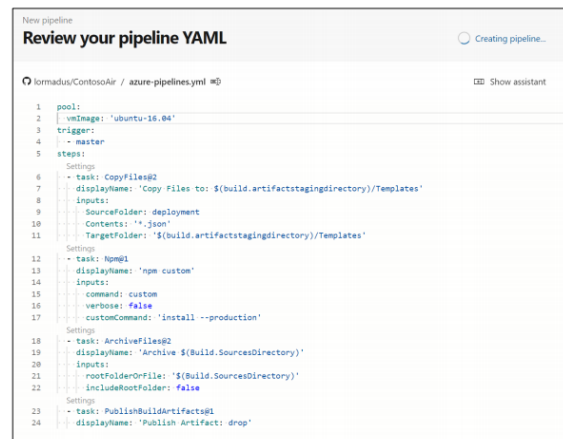 New pipeline
Review your pipeline YAML
Creating pipeline...
lormadus/ContosoAir / azure-pipelines.yml
Show assistant
1 pool:
2 vmImage: 'ubuntu-16.04'
3 trigger:
4 - master
5 steps:
Settings
6 - task: CopyFiles@2
7 displayName: 'Copy Files to: $(build.artifactstagingdirectory)/Templates'
8 inputs:
9 SourceFolder: deployment
10 Contents: '*.json'
11 TargetFolder: '$(build.artifactstagingdirectory)/Templates'
Settings
12 - task: Npm@1
13 displayName: 'npm custom'
14 inputs:
15 command: custom
16 verbose: false
17 customCommand: 'install --production'
Settings
18 - task: ArchiveFiles@2
19 displayName: 'Archive $(Build.SourcesDirectory)'
20 inputs:
21 rootFolderOrFile: '$(Build.SourcesDirectory)'
22 includeRootFolder: false
Settings
23 - task: PublishBuildArtifacts@1
24 displayName: 'Publish Artifact: drop'